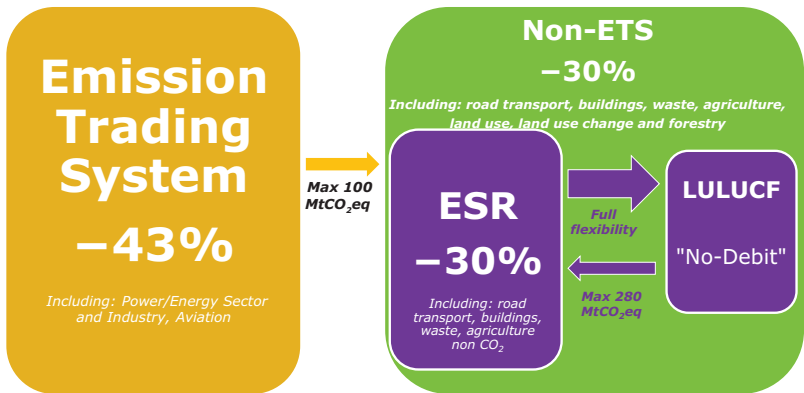 Emission
Trading
System
−43%
Including: Power/Energy Sector
and Industry, Aviation
Max 100
MtCO₂eq
Non−ETS
−30%
Including: road transport, buildings, waste, agriculture,
land use, land use change and forestry
ESR
−30%
Including: road
transport, buildings,
waste, agriculture
non CO₂
Full
flexibility
Max 280
MtCO₂eq
LULUCF
"No-Debit"